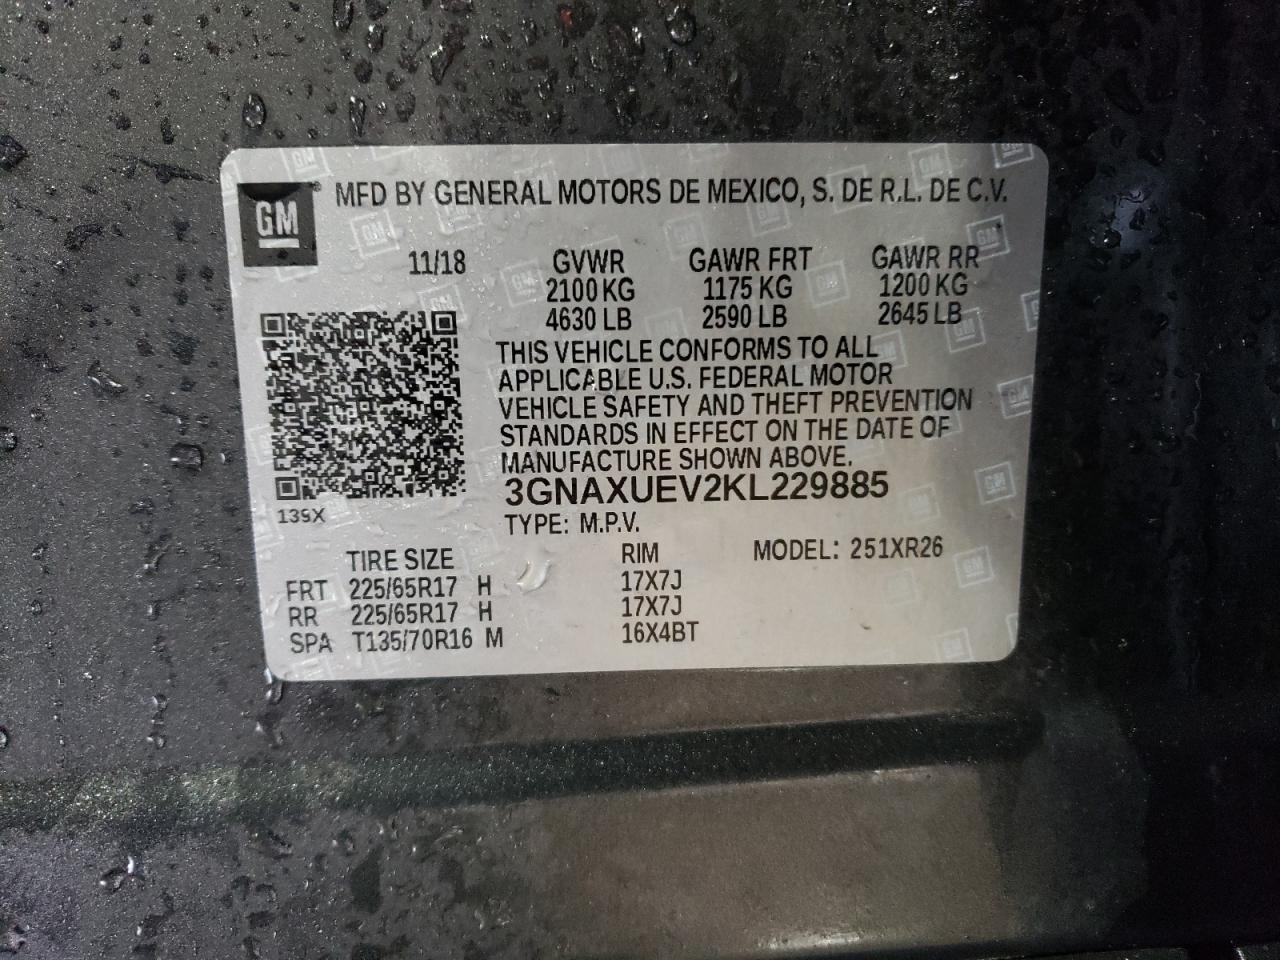 GM
MFD BY GENERAL MOTORS DE MEXICO, S. DE R.L. DE C.V.
11/18 GVWR GAWR FRT GAWR RR
2100 KG 1175 KG 1200 KG
4630 LB 2590 LB 2645 LB
THIS VEHICLE CONFORMS TO ALL
APPLICABLE U.S. FEDERAL MOTOR
VEHICLE SAFETY AND THEFT PREVENTION
STANDARDS IN EFFECT ON THE DATE OF
MANUFACTURE SHOWN ABOVE.
3GNAXUEV2KL229885
139X
TYPE: M.P.V.
TIRE SIZE RIM MODEL: 251XR26
FRT 225/65R17 H 17X7J
RR 225/65R17 H 17X7J
SPA T135/70R16 M 16X4BT